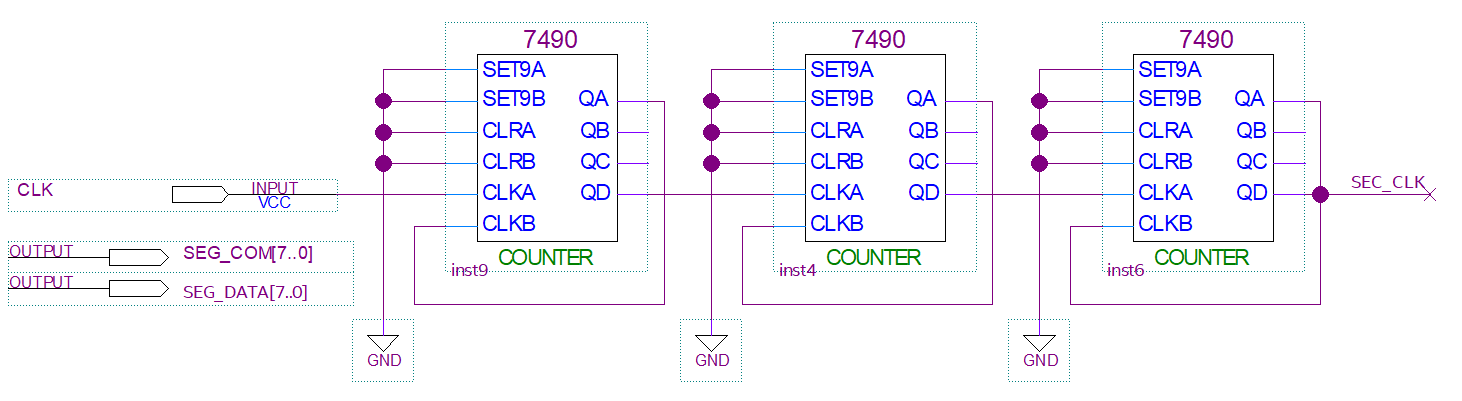 7490
SET9A
SET9B QA
CLRA QB
CLRB QC
CLKA QD
CLKB
COUNTER
inst9
GND
7490
SET9A
SET9B QA
CLRA QB
CLRB QC
CLKA QD
CLKB
COUNTER
inst4
GND
7490
SET9A
SET9B QA
CLRA QB
CLRB QC
CLKA QD
CLKB
COUNTER
inst6
GND
SEC_CLK
CLK INPUT
VCC
OUTPUT SEG_COM[7..0]
OUTPUT SEG_DATA[7..0]